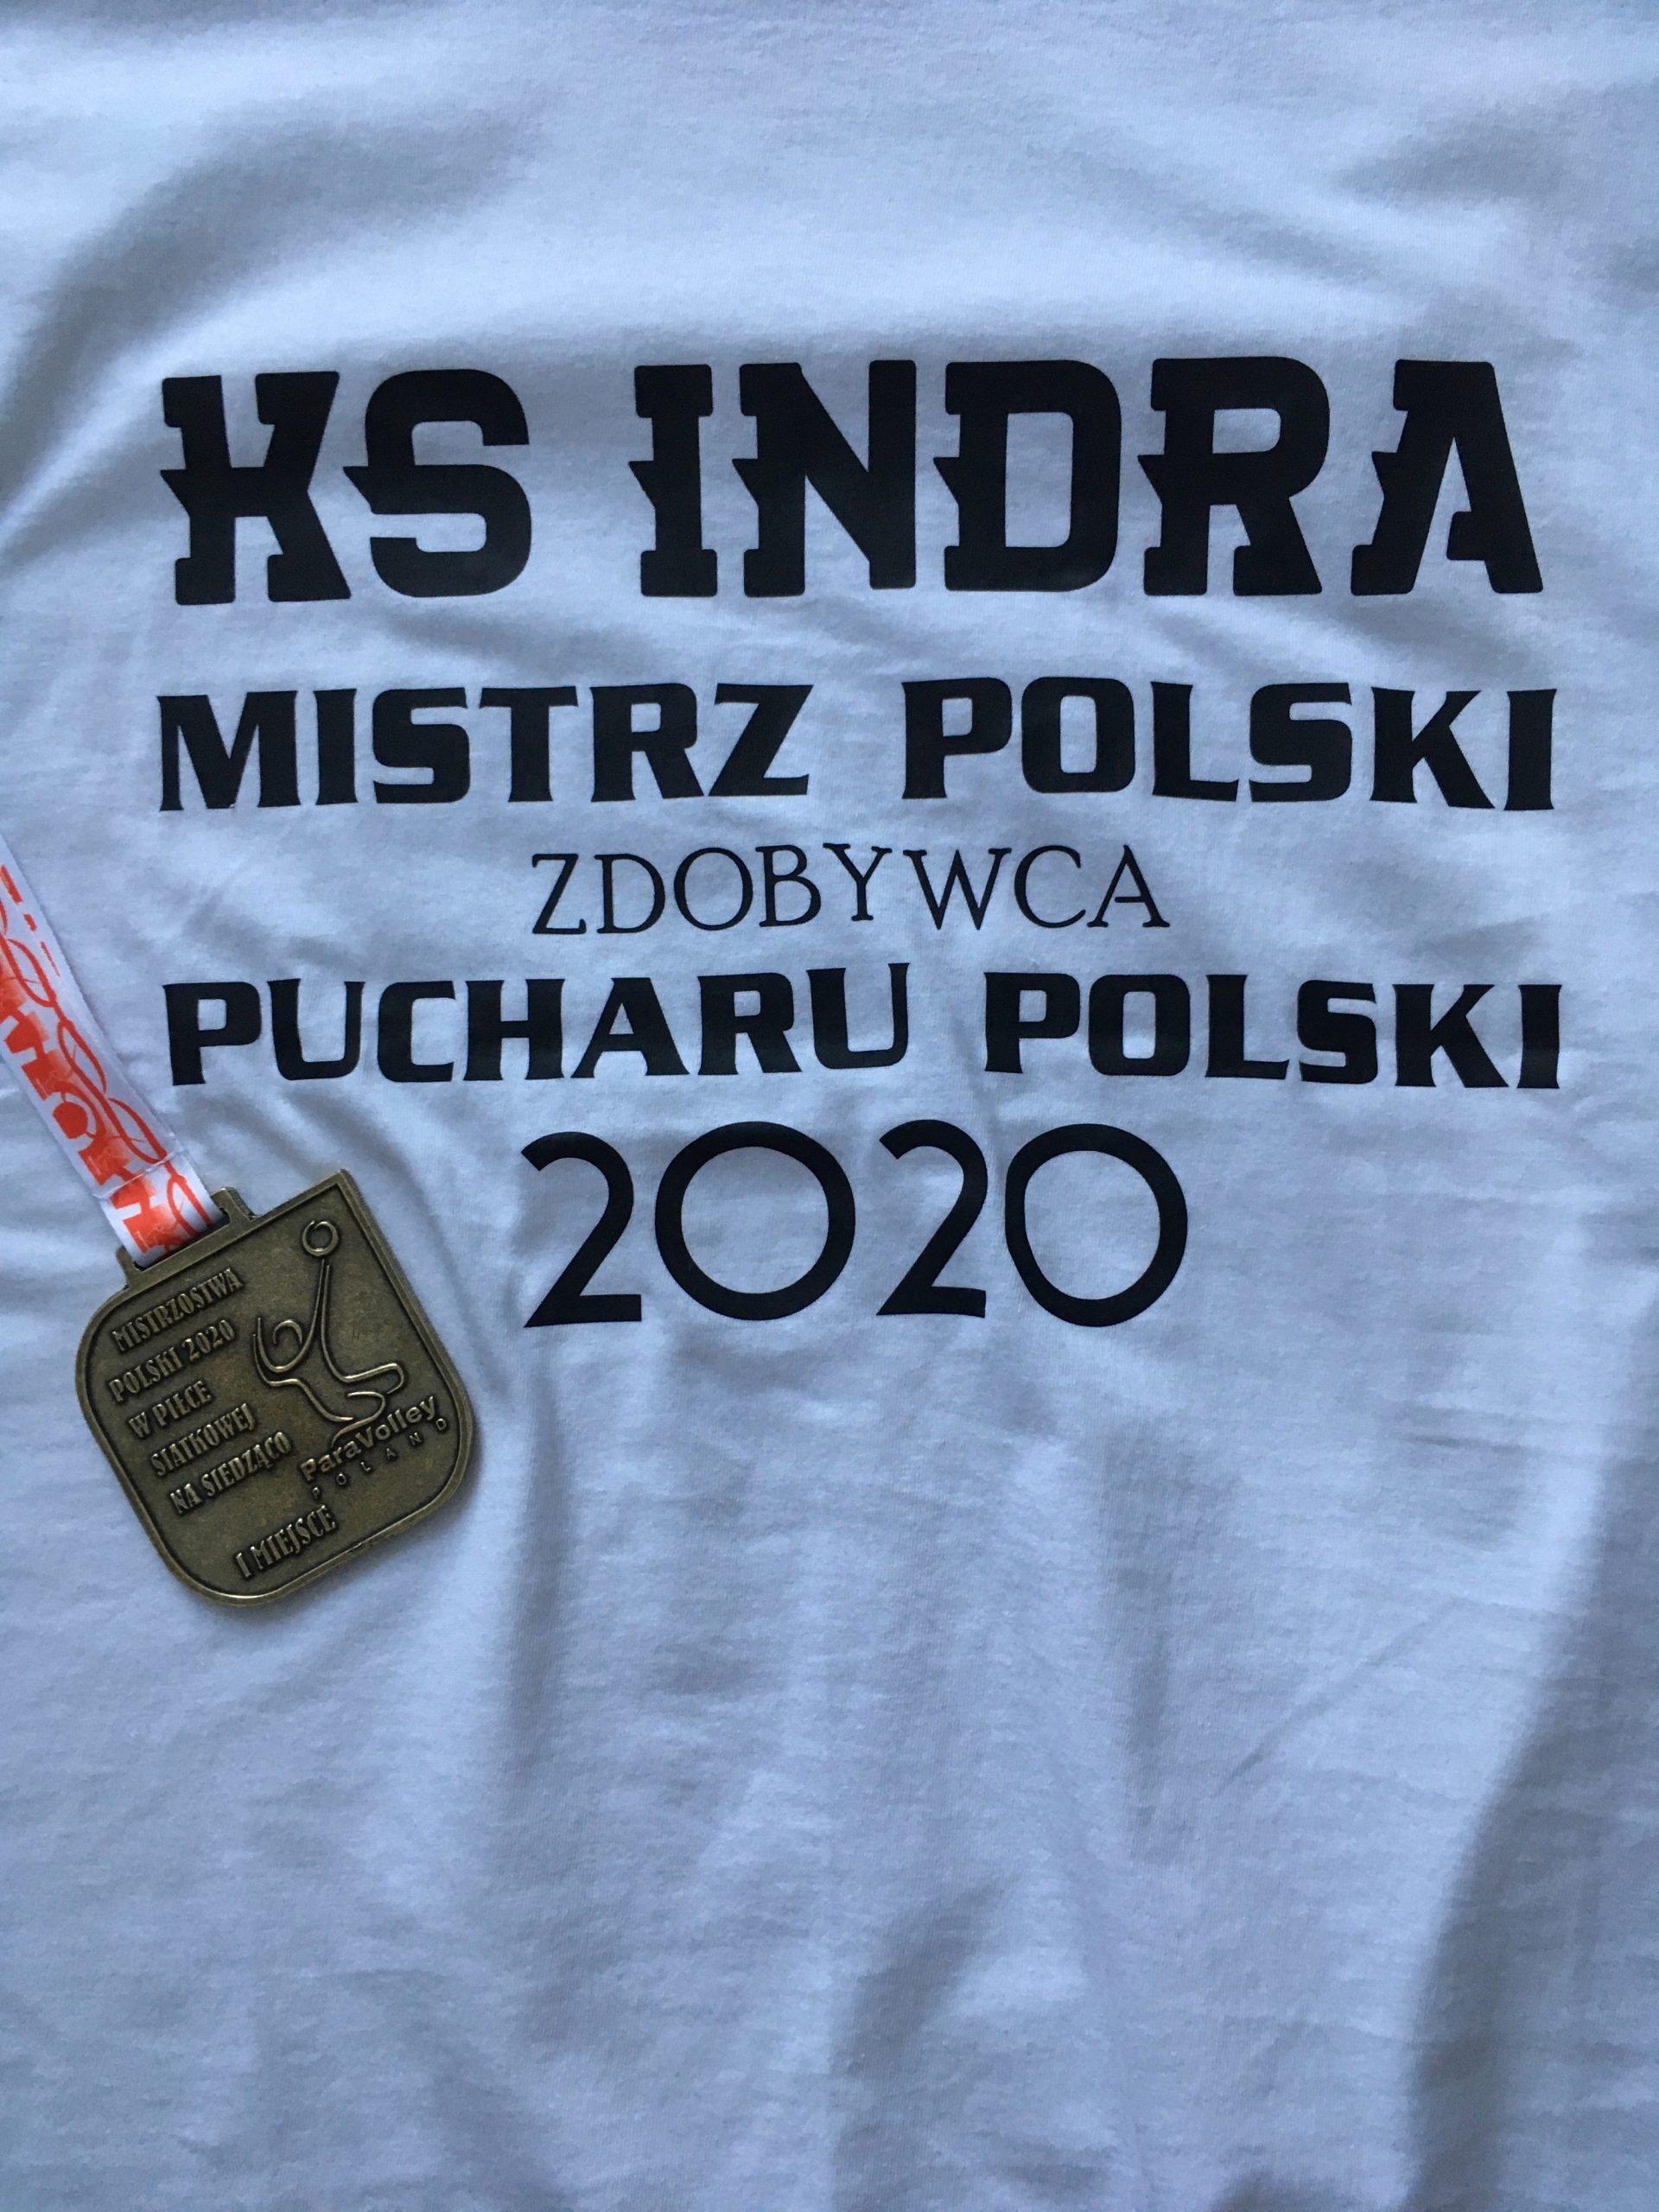 KS INDRA
MISTRZ POLSKI
ZDOBYWCA
PUCHARU POLSKI
2020
MISTRZOSTWA
POLSKI 2020
W PIŁCE
SIATKOWEJ
NA SIEDZĄCO
I MIEJSCE
ParaVolley
POLAND